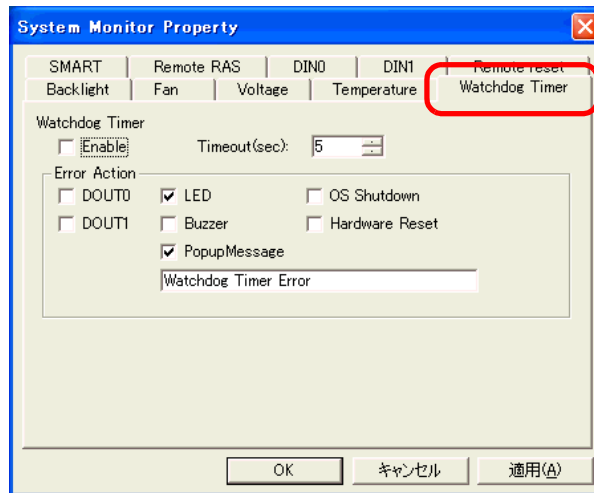 System Monitor Property
SMART Remote RAS DIN0 DIN1 Remote reset
Backlight Fan Voltage Temperature Watchdog Timer
Watchdog Timer
Enable Timeout(sec): 5
Error Action
DOUT0 LED OS Shutdown
DOUT1 Buzzer Hardware Reset
PopupMessage
Watchdog Timer Error
OK キャンセル 適用(A)